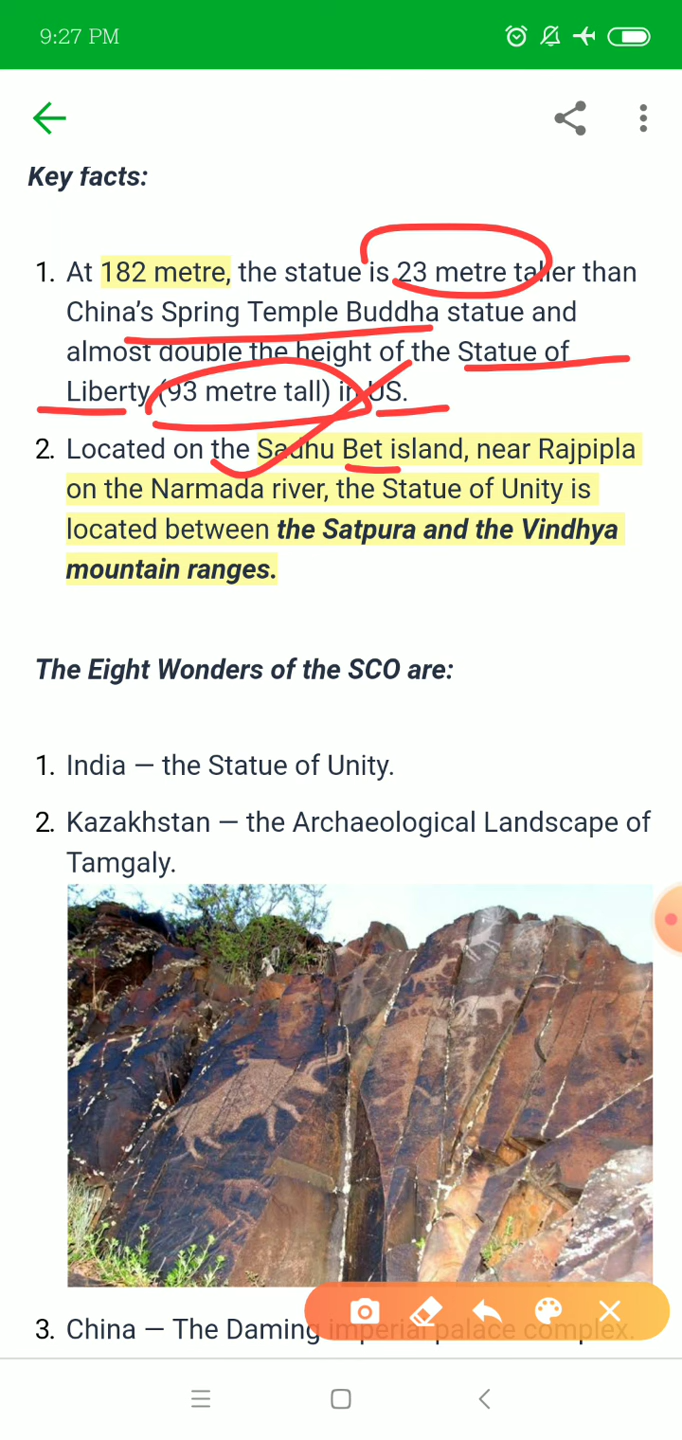 9:27 PM
Key facts:
1. At 182 metre, the statue is 23 metre taller than
China's Spring Temple Buddha statue and
almost double the height of the Statue of
Liberty (93 metre tall) in US.
2. Located on the Sadhu Bet island, near Rajpipla
on the Narmada river, the Statue of Unity is
located between the Satpura and the Vindhya
mountain ranges.
The Eight Wonders of the SCO are:
1. India — the Statue of Unity.
2. Kazakhstan — the Archaeological Landscape of
Tamgaly.
3. China — The Daming imperial palace complex.